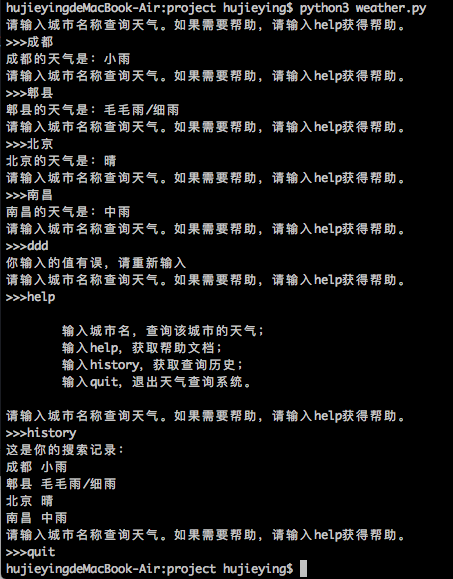 hujieyingdeMacBook-Air:project hujieying$ python3 weather.py
请输入城市名称查询天气。如果需要帮助，请输入help获得帮助。
>>>成都
成都的天气是：小雨
请输入城市名称查询天气。如果需要帮助，请输入help获得帮助。
>>>郫县
郫县的天气是：毛毛雨/细雨
请输入城市名称查询天气。如果需要帮助，请输入help获得帮助。
>>>北京
北京的天气是：晴
请输入城市名称查询天气。如果需要帮助，请输入help获得帮助。
>>>南昌
南昌的天气是：中雨
请输入城市名称查询天气。如果需要帮助，请输入help获得帮助。
>>>ddd
你输入的值有误，请重新输入
请输入城市名称查询天气。如果需要帮助，请输入help获得帮助。
>>>help
输入城市名，查询该城市的天气；
输入help，获取帮助文档；
输入history，获取查询历史；
输入quit，退出天气查询系统。
请输入城市名称查询天气。如果需要帮助，请输入help获得帮助。
>>>history
这是你的搜索记录：
成都 小雨
郫县 毛毛雨/细雨
北京 晴
南昌 中雨
请输入城市名称查询天气。如果需要帮助，请输入help获得帮助。
>>>quit
hujieyingdeMacBook-Air:project hujieying$